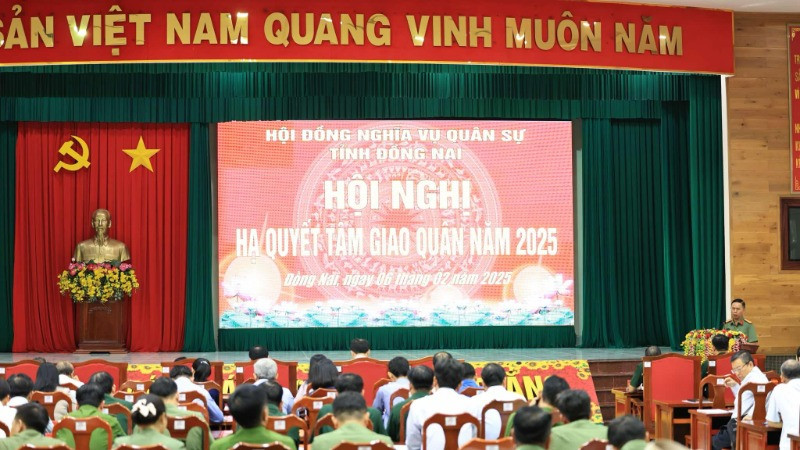 SẢN VIỆT NAM QUANG VINH MUÔN NĂM
HỘI ĐỒNG NGHĨA VỤ QUÂN SỰ
TỈNH ĐỒNG NAI
HỘI NGHỊ
HẠ QUYẾT TÂM GIAO QUÂN NĂM 2025
Đồng Nai, ngày 06 tháng 02 năm 2025